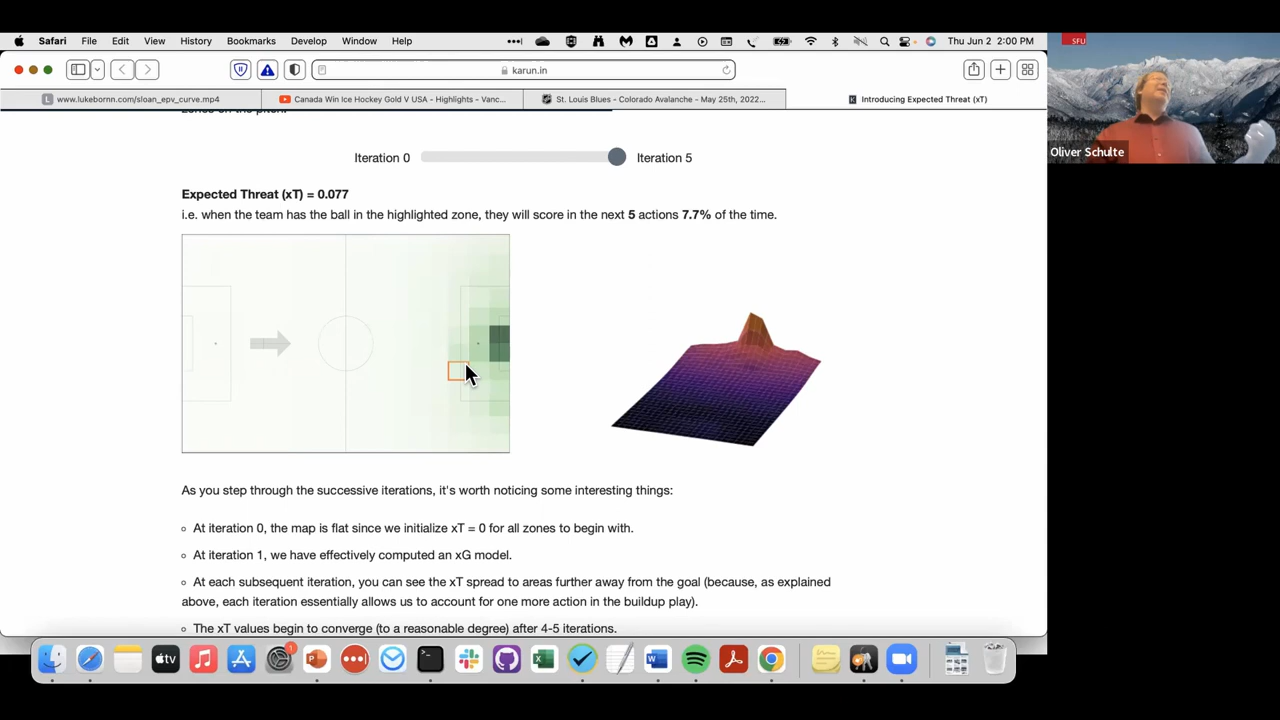 Safari File Edit View History Bookmarks Develop Window Help Thu Jun 2 2:00 PM
SFU
karun.in
www.lukebornn.com/sloan_epv_curve.mp4 Canada Win Ice Hockey Gold V USA - Highlights - Vanc... St. Louis Blues - Colorado Avalanche - May 25th, 2022... Introducing Expected Threat (xT)
Oliver Schulte
Iteration 0 Iteration 5
Expected Threat (xT) = 0.077
i.e. when the team has the ball in the highlighted zone, they will score in the next 5 actions 7.7% of the time.
As you step through the successive iterations, it's worth noticing some interesting things:
At iteration 0, the map is flat since we initialize xT = 0 for all zones to begin with.
At iteration 1, we have effectively computed an xG model.
At each subsequent iteration, you can see the xT spread to areas further away from the goal (because, as explained
above, each iteration essentially allows us to account for one more action in the buildup play).
The xT values begin to converge (to a reasonable degree) after 4-5 iterations.
tv
1